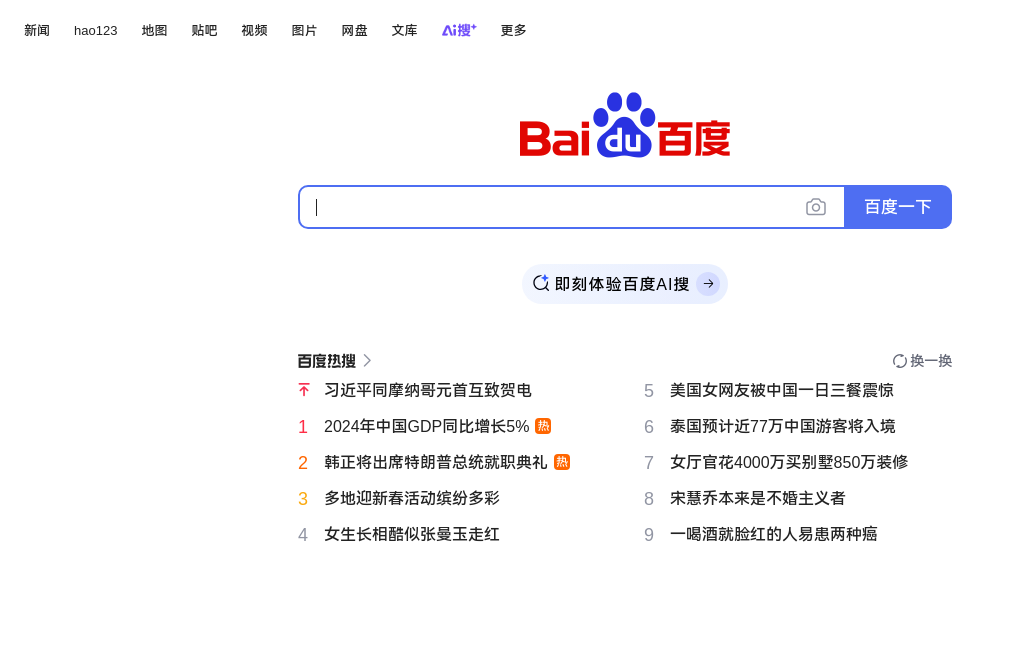 新闻 hao123 地图 贴吧 视频 图片 网盘 文库 Ai搜+ 更多
Bai du 百度
百度一下
即刻体验百度AI搜
百度热搜 换一换
习近平同摩纳哥元首互致贺电
1 2024年中国GDP同比增长5% 热
2 韩正将出席特朗普总统就职典礼 热
3 多地迎新春活动缤纷多彩
4 女生长相酷似张曼玉走红
5 美国女网友被中国一日三餐震惊
6 泰国预计近77万中国游客将入境
7 女厅官花4000万买别墅850万装修
8 宋慧乔本来是不婚主义者
9 一喝酒就脸红的人易患两种癌